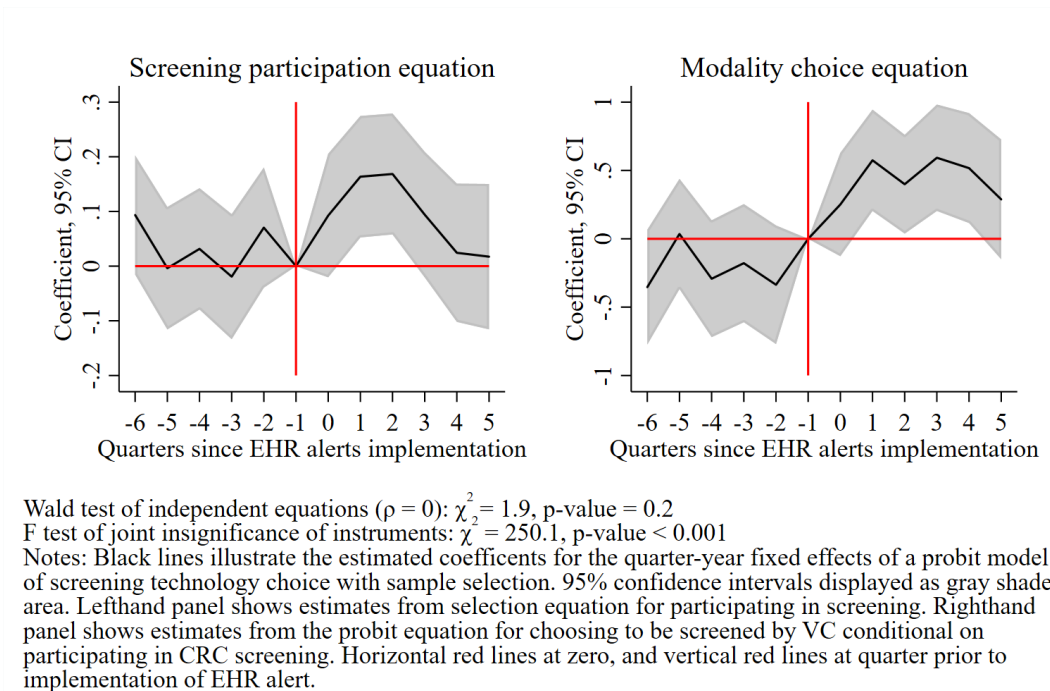 Screening participation equation
Modality choice equation
Coefficient, 95% CI
.3
.2
.1
0
-.1
-.2
-6 -5 -4 -3 -2 -1 0 1 2 3 4 5
Quarters since EHR alerts implementation
Coefficient, 95% CI
1
.5
0
-.5
-1
-6 -5 -4 -3 -2 -1 0 1 2 3 4 5
Quarters since EHR alerts implementation
Wald test of independent equations (ρ = 0): χ² = 1.9, p-value = 0.2
F test of joint insignificance of instruments: χ² = 250.1, p-value < 0.001
Notes: Black lines illustrate the estimated coefficents for the quarter-year fixed effects of a probit model
of screening technology choice with sample selection. 95% confidence intervals displayed as gray shade
area. Lefthand panel shows estimates from selection equation for participating in screening. Righthand
panel shows estimates from the probit equation for choosing to be screened by VC conditional on
participating in CRC screening. Horizontal red lines at zero, and vertical red lines at quarter prior to
implementation of EHR alert.